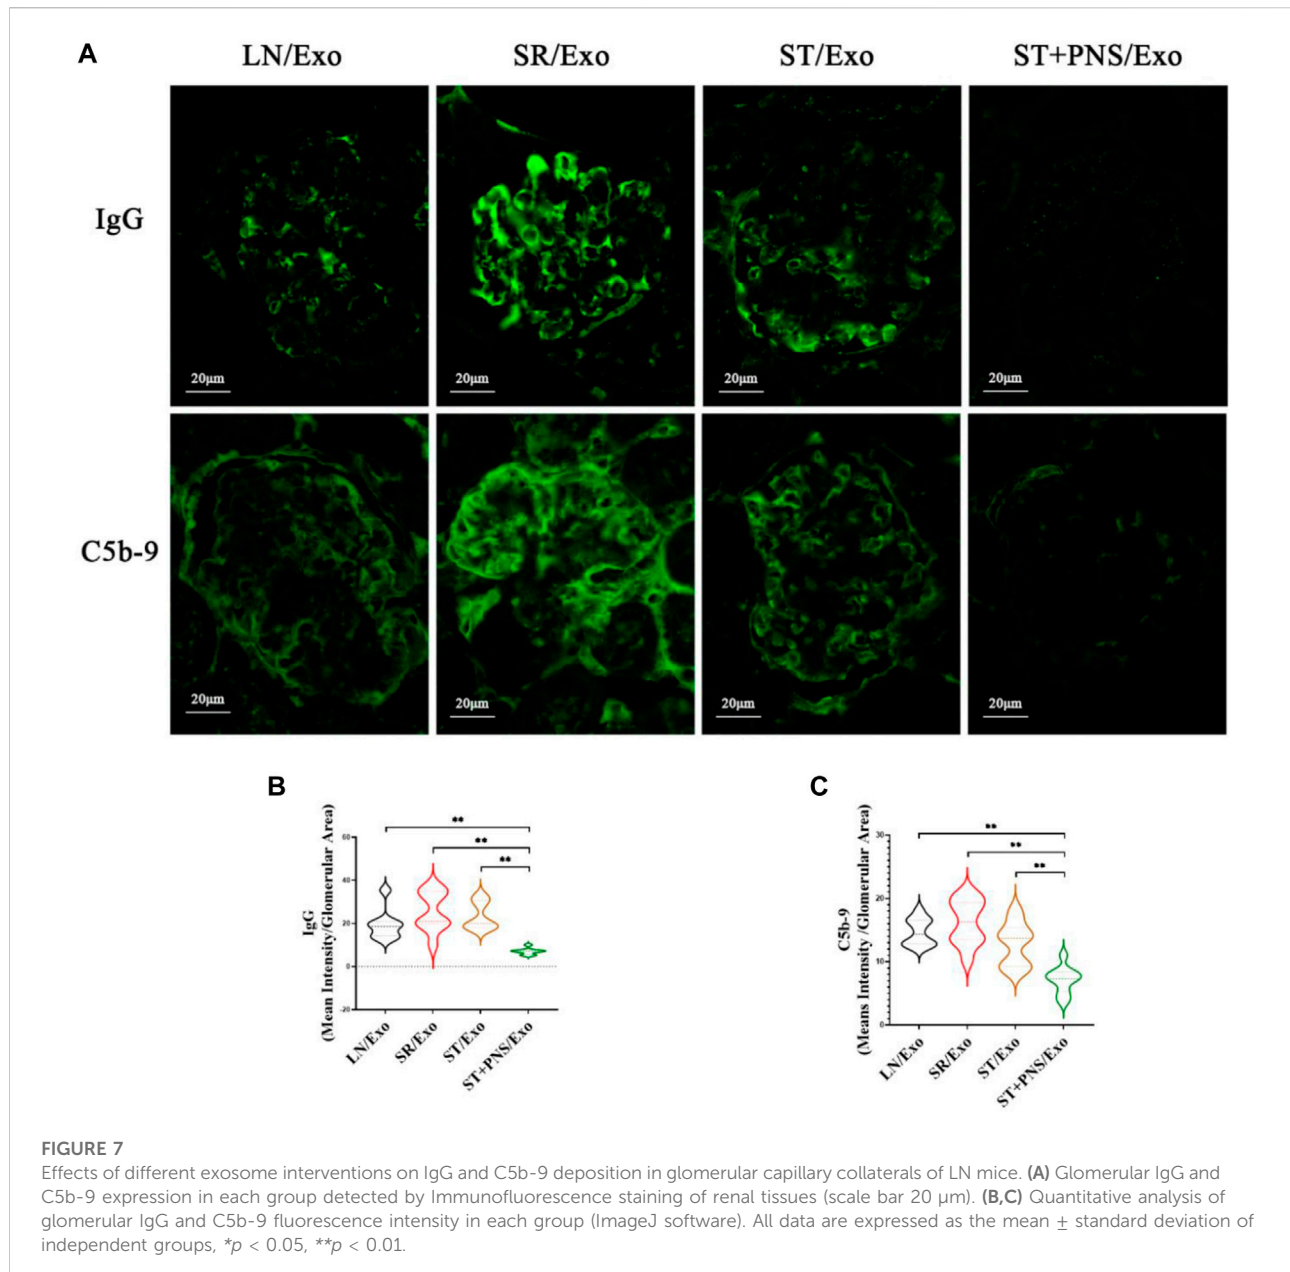 A
LN/Exo SR/Exo ST/Exo ST+PNS/Exo
IgG
20μm 20μm 20μm 20μm
C5b-9
20μm 20μm 20μm 20μm
B
IgG
(Mean Intensity/Glomerular Area)
60
40
20
0
-20
** 
**
**
LN/Exo SR/Exo ST/Exo ST+PNS/Exo
C
C5b-9
(Means Intensity/Glomerular Area)
30
20
10
0
**
**
**
LN/Exo SR/Exo ST/Exo ST+PNS/Exo
FIGURE 7
Effects of different exosome interventions on IgG and C5b-9 deposition in glomerular capillary collaterals of LN mice. (A) Glomerular IgG and
C5b-9 expression in each group detected by Immunofluorescence staining of renal tissues (scale bar 20 μm). (B,C) Quantitative analysis of
glomerular IgG and C5b-9 fluorescence intensity in each group (ImageJ software). All data are expressed as the mean ± standard deviation of
independent groups, *p < 0.05, **p < 0.01.